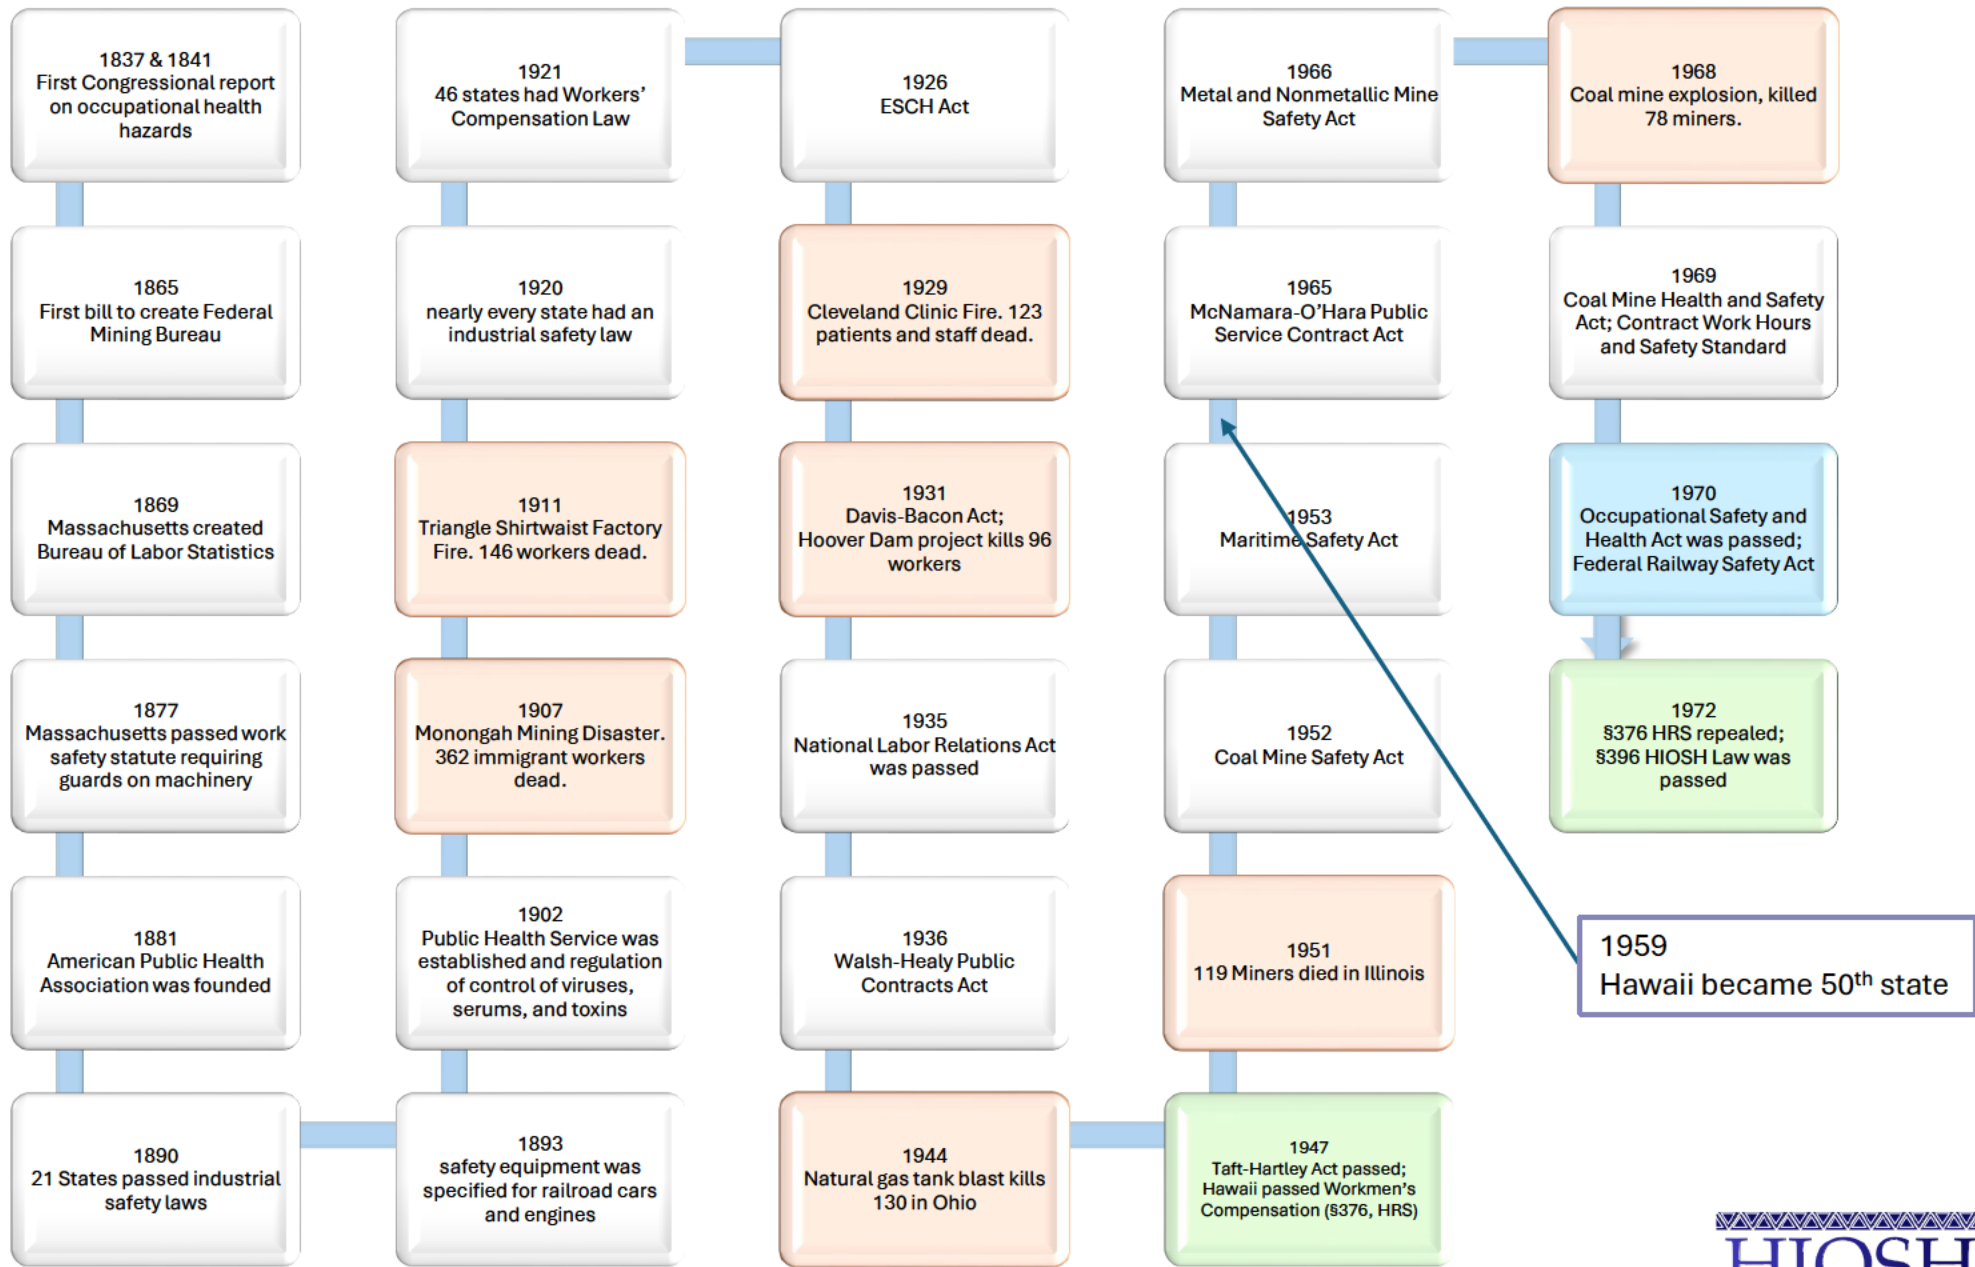 1837 & 1841
First Congressional report
on occupational health
hazards
1865
First bill to create Federal
Mining Bureau
1869
Massachusetts created
Bureau of Labor Statistics
1877
Massachusetts passed work
safety statute requiring
guards on machinery
1881
American Public Health
Association was founded
1890
21 States passed industrial
safety laws
1893
safety equipment was
specified for railroad cars
and engines
1902
Public Health Service was
established and regulation
of control of viruses,
serums, and toxins
1907
Monongah Mining Disaster.
362 immigrant workers
dead.
1911
Triangle Shirtwaist Factory
Fire. 146 workers dead.
1920
nearly every state had an
industrial safety law
1921
46 states had Workers’
Compensation Law
1926
ESCH Act
1929
Cleveland Clinic Fire. 123
patients and staff dead.
1931
Davis-Bacon Act;
Hoover Dam project kills 96
workers
1935
National Labor Relations Act
was passed
1936
Walsh-Healy Public
Contracts Act
1944
Natural gas tank blast kills
130 in Ohio
1947
Taft-Hartley Act passed;
Hawaii passed Workmen’s
Compensation (§376, HRS)
1951
119 Miners died in Illinois
1952
Coal Mine Safety Act
1953
Maritime Safety Act
1965
McNamara-O’Hara Public
Service Contract Act
1966
Metal and Nonmetallic Mine
Safety Act
1968
Coal mine explosion, killed
78 miners.
1969
Coal Mine Health and Safety
Act; Contract Work Hours
and Safety Standard
1970
Occupational Safety and
Health Act was passed;
Federal Railway Safety Act
1972
§376 HRS repealed;
§396 HIOSH Law was
passed
1959
Hawaii became 50th state
HIOSH